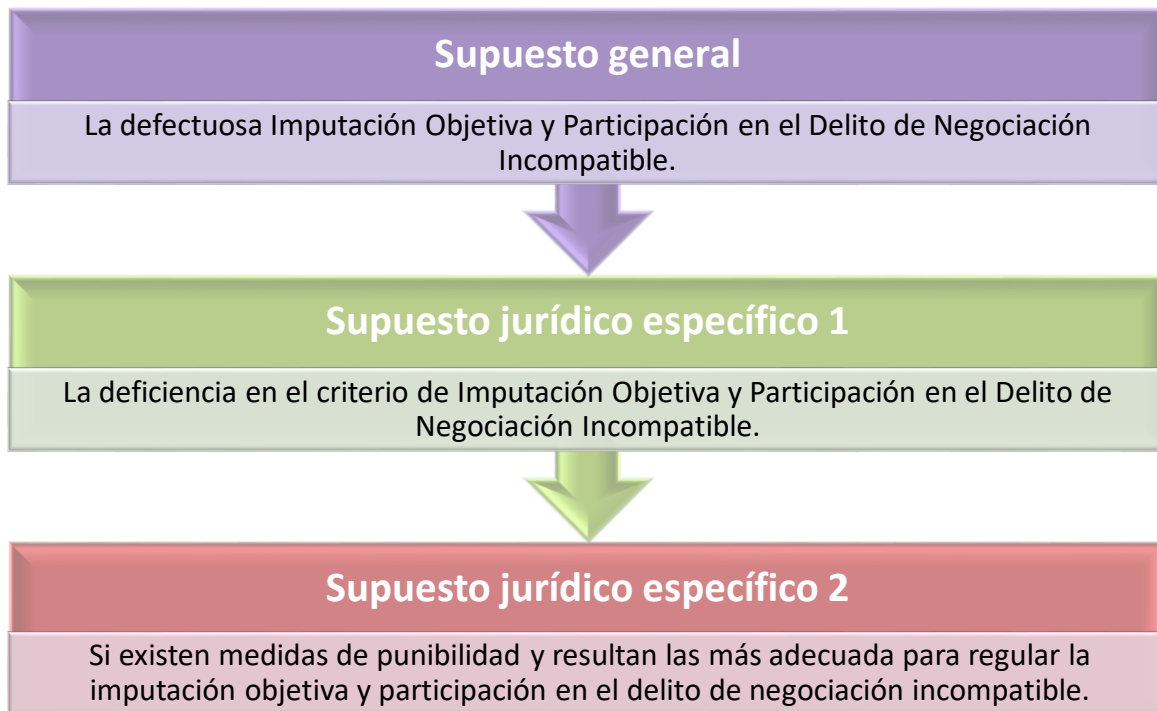 Supuesto general
La defectuosa Imputación Objetiva y Participación en el Delito de Negociación
Incompatible.
Supuesto jurídico específico 1
La deficiencia en el criterio de Imputación Objetiva y Participación en el Delito de
Negociación Incompatible.
Supuesto jurídico específico 2
Si existen medidas de punibilidad y resultan las más adecuada para regular la
imputación objetiva y participación en el delito de negociación incompatible.